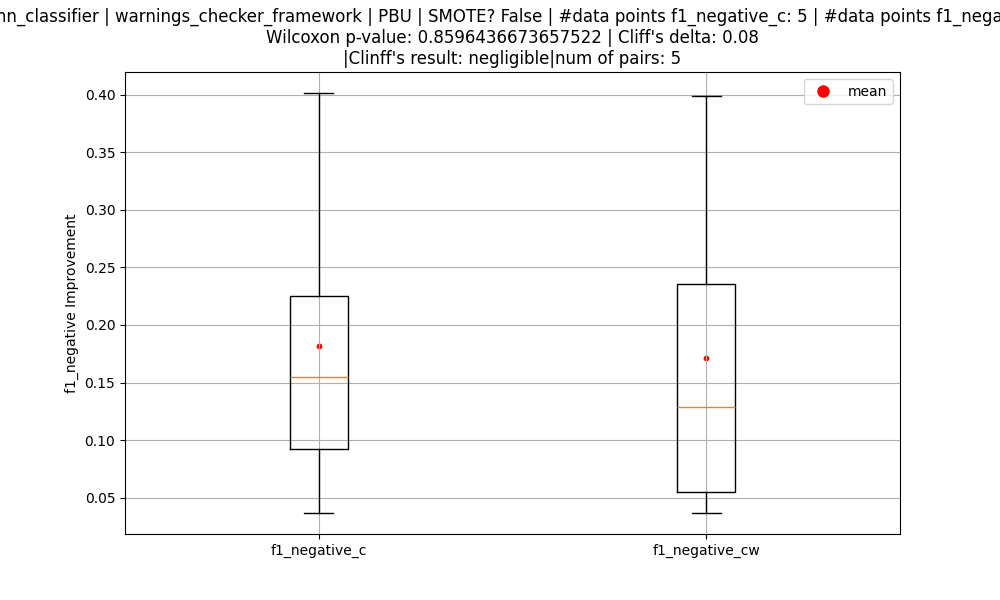 nn_classifier | warnings_checker_framework | PBU | SMOTE? False | #data points f1_negative_c: 5 | #data points f1_nega
Wilcoxon p-value: 0.8596436673657522 | Cliff's delta: 0.08
|Clinff's result: negligible|num of pairs: 5
mean
0.40
0.35
0.30
0.25
0.20
0.15
0.10
0.05
f1_negative Improvement
f1_negative_c
f1_negative_cw